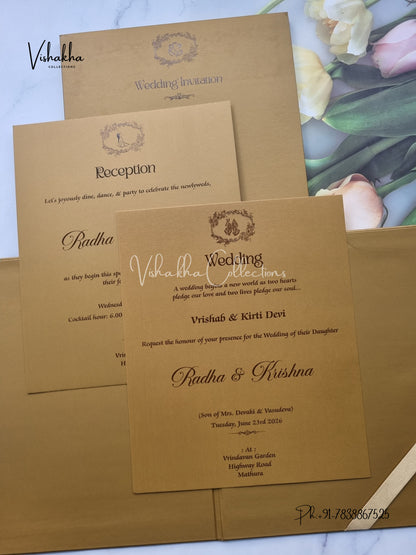 Vishakha
COLLECTIONS
Wedding Invitation
Reception
Let's joyously dine, dance, & party to celebrate the newlyweds,
Radha
as they begin this
their
Wednesday
Cocktail hour: 6.00
High
M
Wedding
VishakhaCollections
A wedding begins a new world as two hearts
pledge our love and two lives pledge our soul...
Vrishab & Kirti Devi
Request the honour of your presence for the Wedding of their Daughter
Radha & Krishna
(Son of Mrs. Devaki & Vasudeva)
Tuesday, June 23rd 2026
: At :
Vrindavan Garden
Highway Road
Mathura
Ph.+91-7838867525